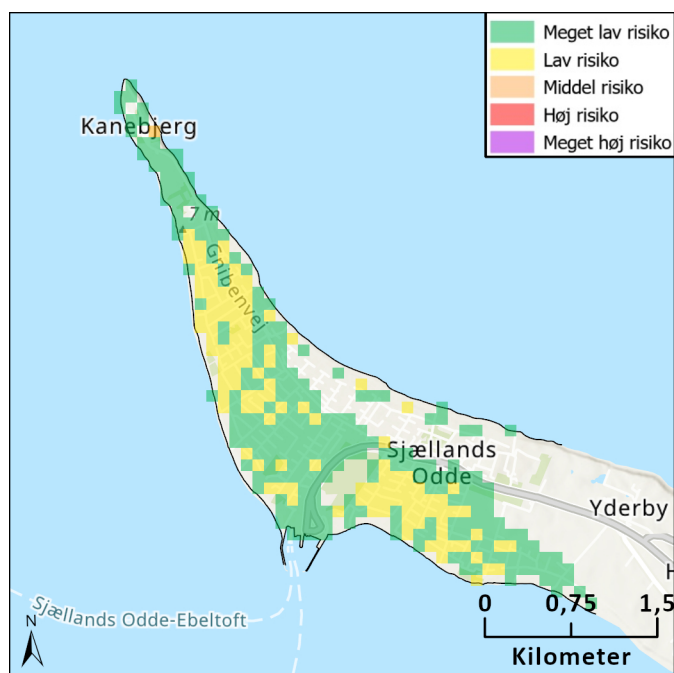 Meget lav risiko
Lav risiko
Middel risiko
Høj risiko
Meget høj risiko
Kanebjerg
7 m
Gnibenvej
Sjællands
Odde
Yderby
H
Sjællands Odde-Ebeltoft
N
0 0,75 1,5
Kilometer